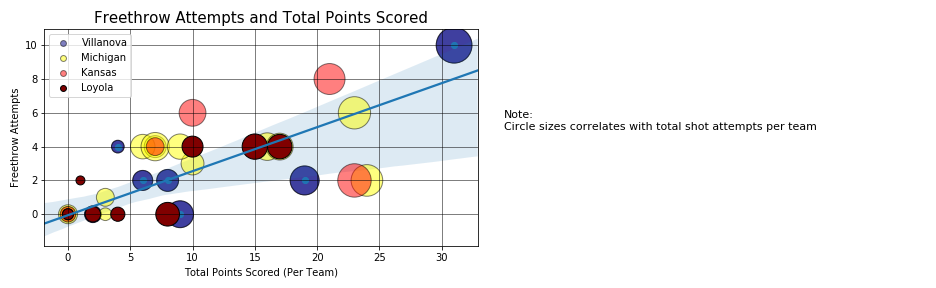 Freethrow Attempts and Total Points Scored
Villanova
Michigan
Kansas
Loyola
10
8
6
4
2
0
Freethrow Attempts
0 5 10 15 20 25 30
Total Points Scored (Per Team)
Note:
Circle sizes correlates with total shot attempts per team